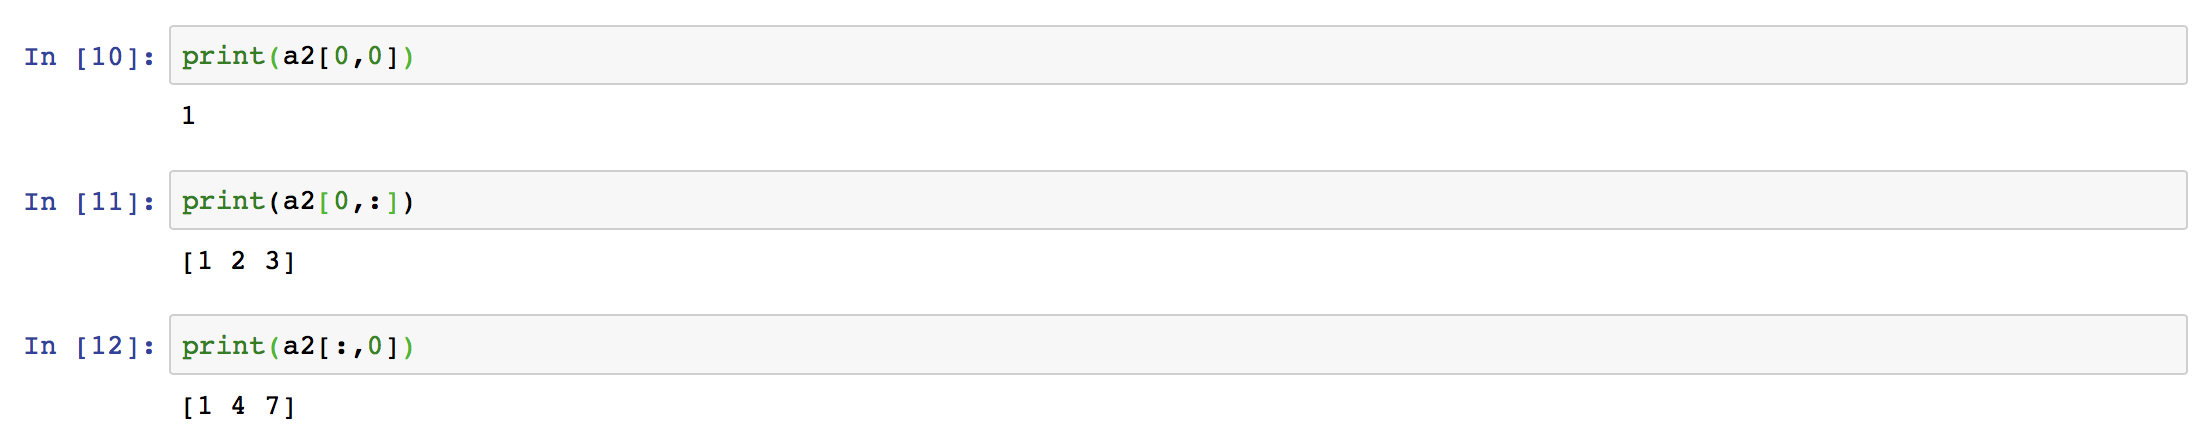 In [10]: print(a2[0,0])
1
In [11]: print(a2[0,:])
[1 2 3]
In [12]: print(a2[:,0])
[1 4 7]